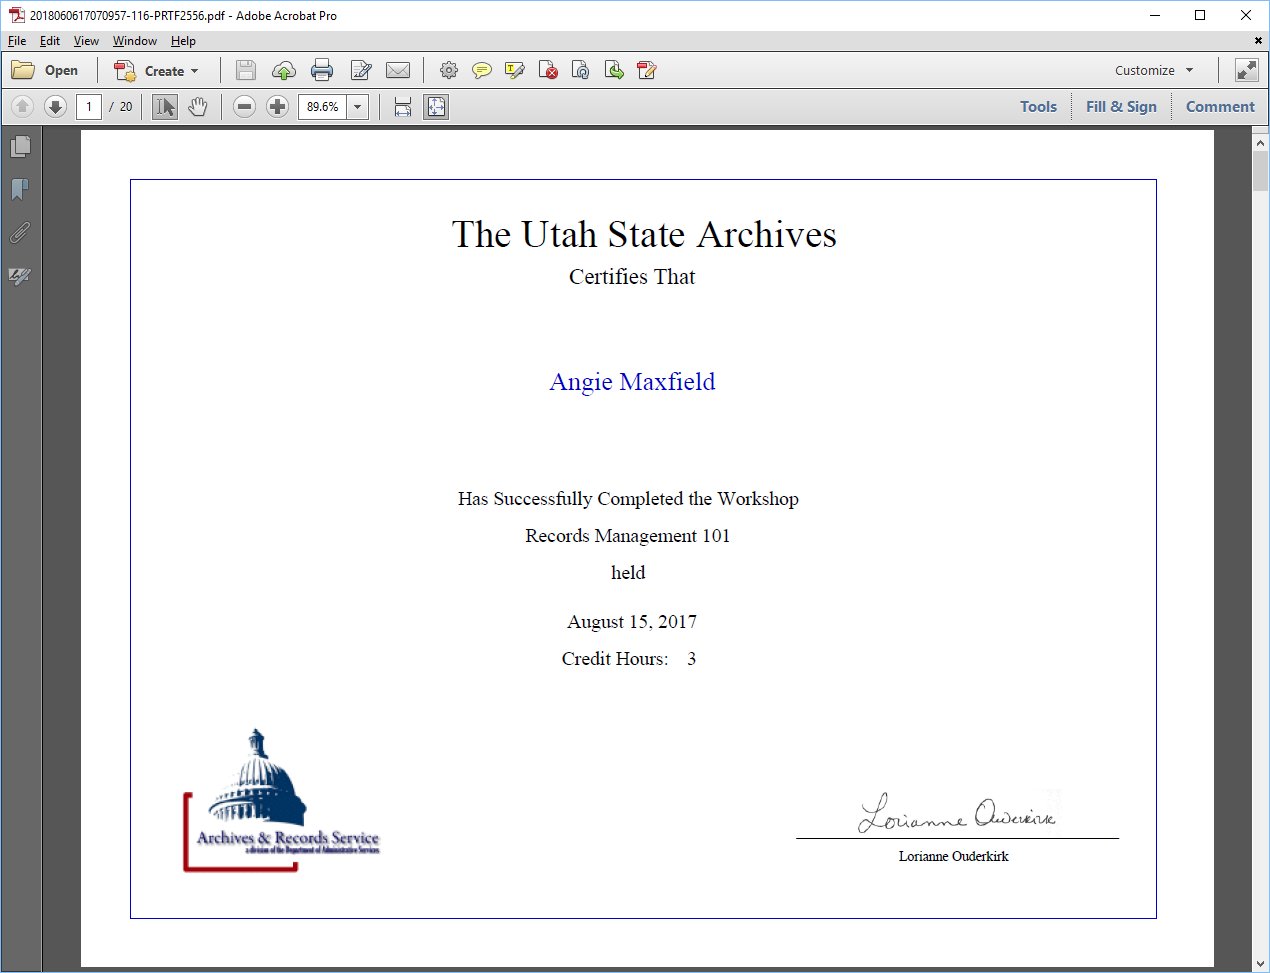 2018060617070957-116-PRTF2556.pdf - Adobe Acrobat Pro
File Edit View Window Help
Open Create Customize
1 / 20 89.6% Tools Fill & Sign Comment
The Utah State Archives
Certifies That
Angie Maxfield
Has Successfully Completed the Workshop
Records Management 101
held
August 15, 2017
Credit Hours: 3
Archives & Records Service
a division of the Department of Administrative Services
Lorianne Ouderkirk
Lorianne Ouderkirk